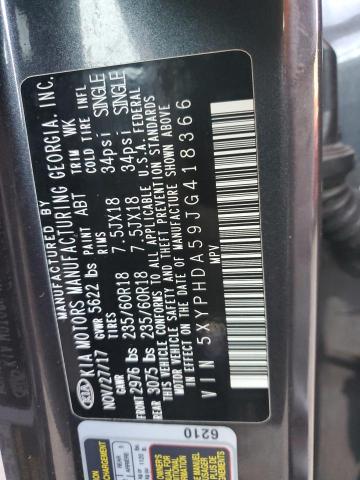 KIA KIA MOTORS MANUFACTURING GEORGIA, INC.
NOV/27/17 GVWR 5622 lbs PAINT ABT TRIM WK
GAWR TIRES RIMS COLD TIRE INFL
FRONT 2976 lbs 235/60R18 7.5JX18 34psi SINGLE
REAR 3075 lbs 235/60R18 7.5JX18 34psi SINGLE
THIS VEHICLE CONFORMS TO ALL APPLICABLE U.S.A. FEDERAL
MOTOR VEHICLE SAFETY AND THEFT PREVENTION STANDARDS
IN EFFECT ON THE DATE OF MANUFACTURE SHOWN ABOVE.
MPV
VIN 5XYPHDA59JG418366
6210
REAR
ARRIÈRE